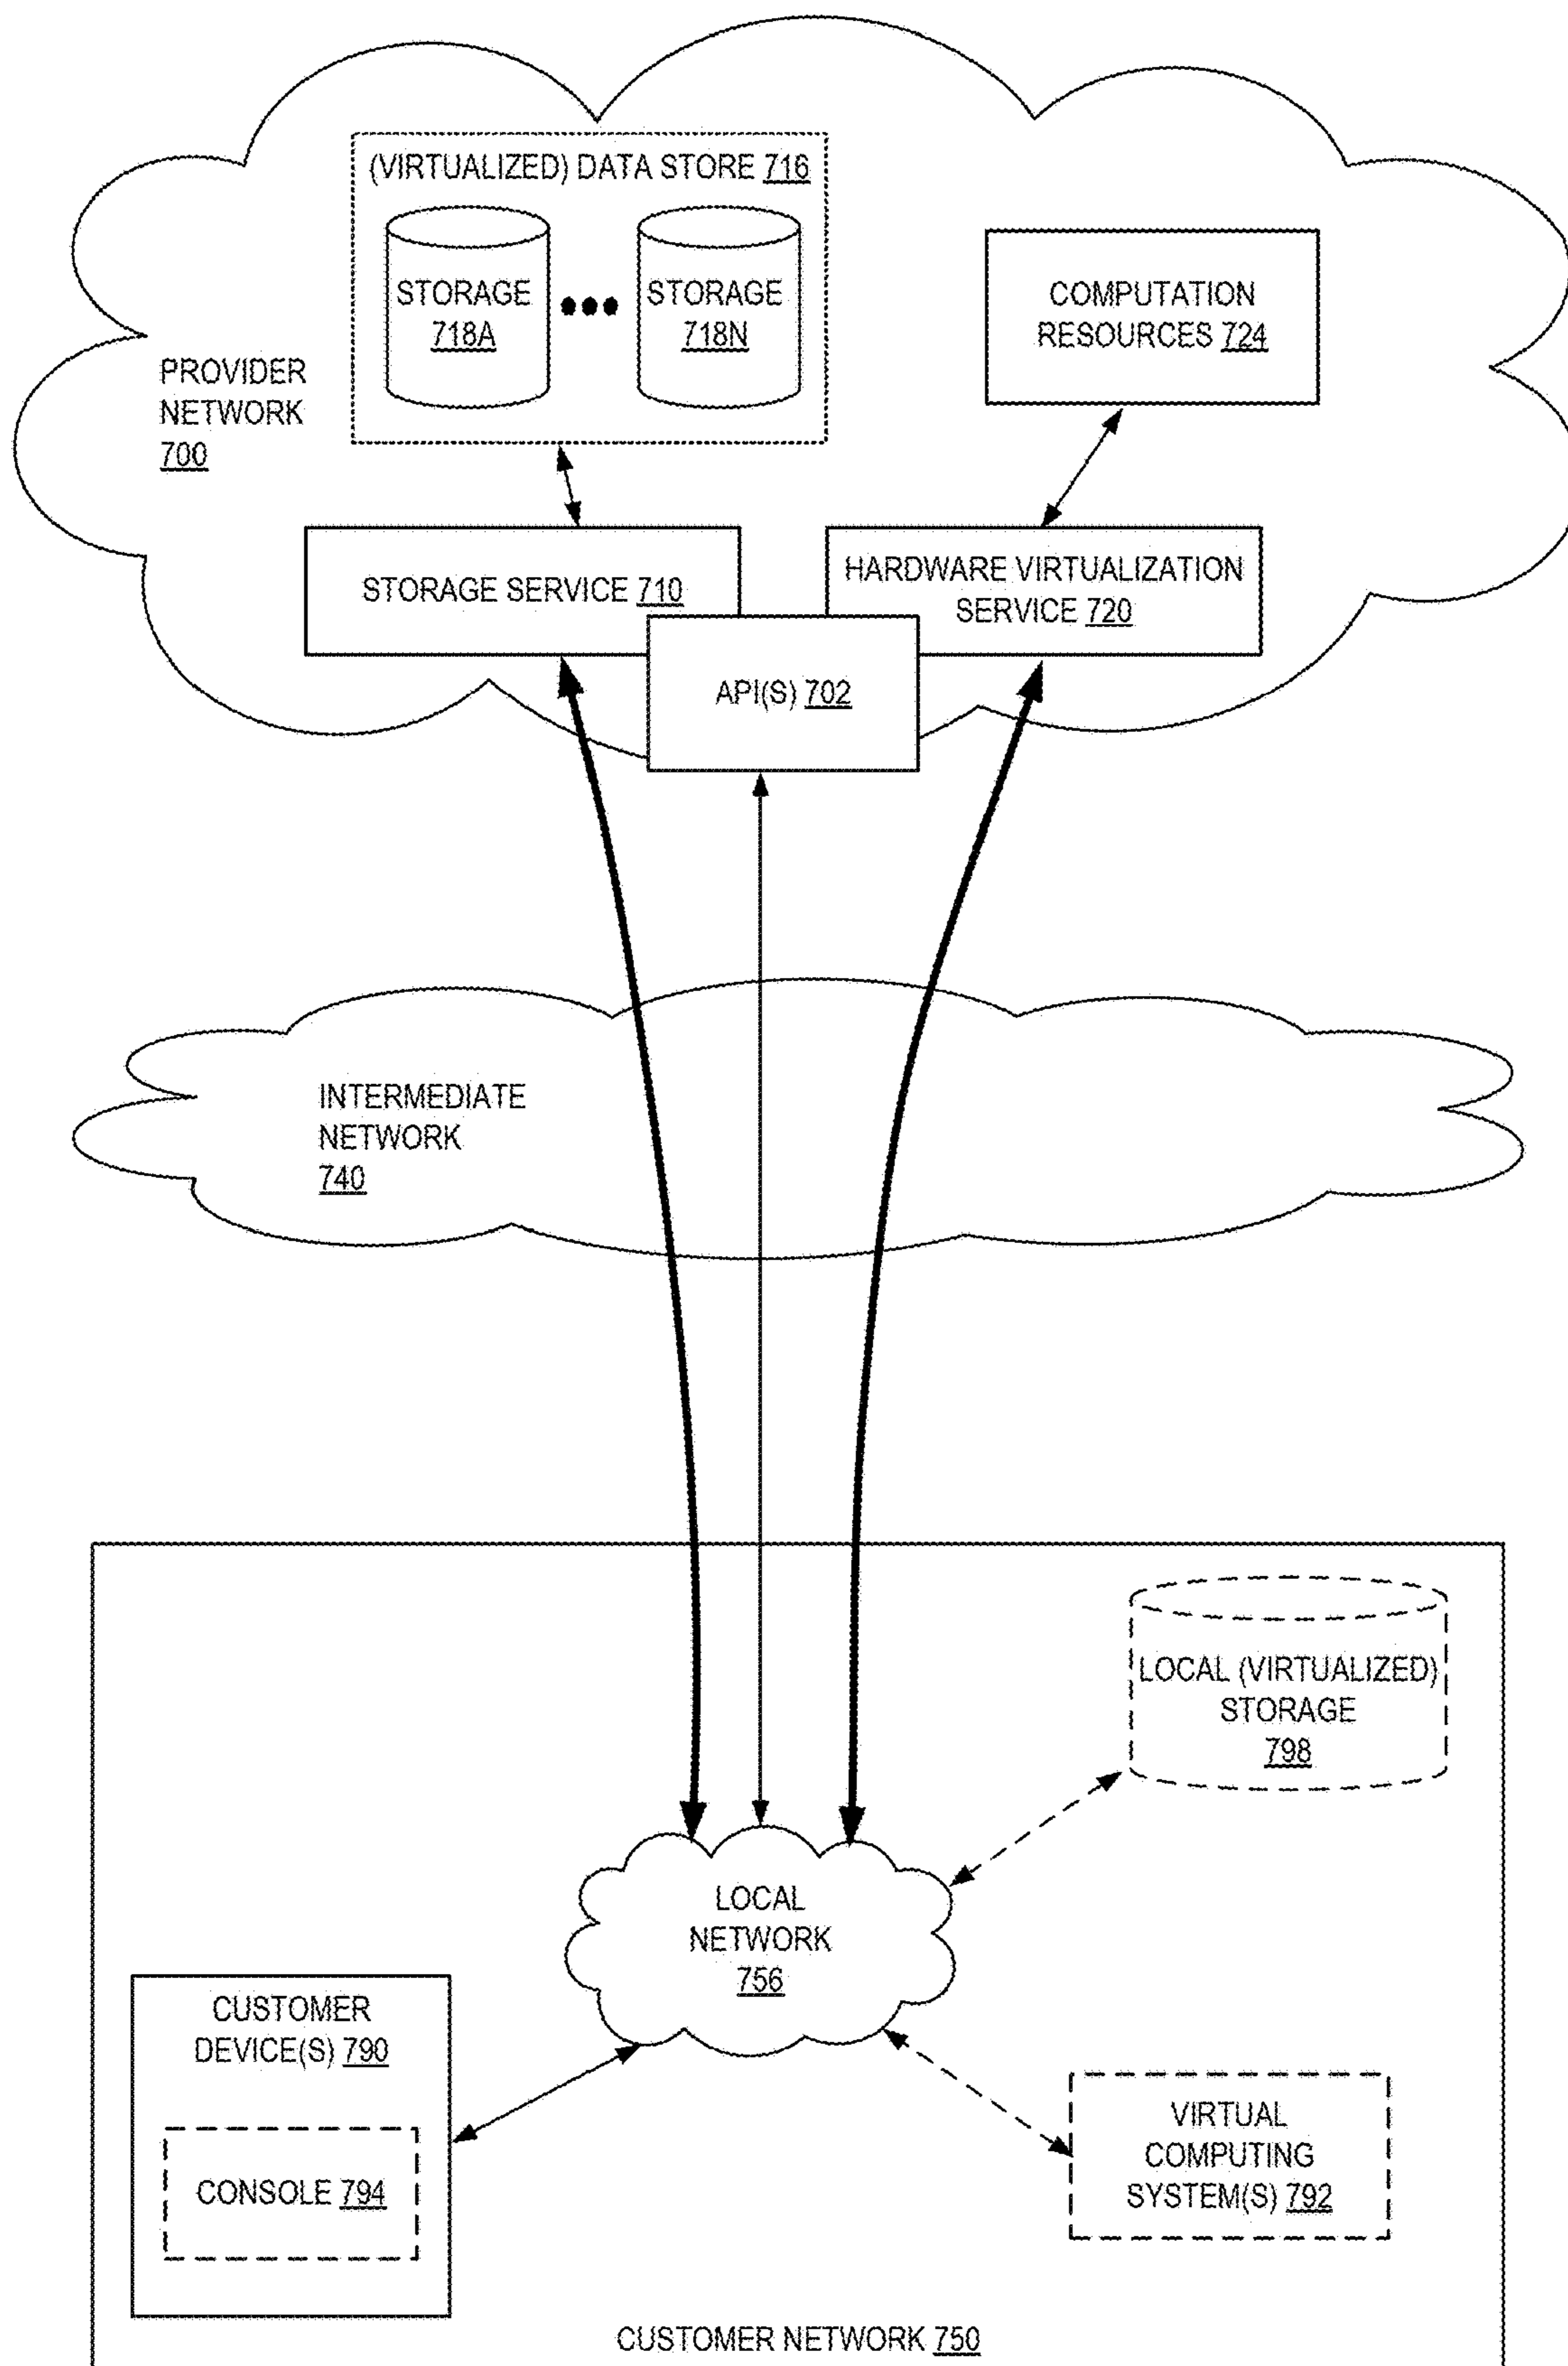 (VIRTUALIZED) DATA STORE 716
STORAGE
718A
STORAGE
718N
COMPUTATION
RESOURCES 724
PROVIDER
NETWORK
700
STORAGE SERVICE 710
HARDWARE VIRTUALIZATION
SERVICE 720
API(S) 702
INTERMEDIATE
NETWORK
740
LOCAL (VIRTUALIZED)
STORAGE
798
LOCAL
NETWORK
756
CUSTOMER
DEVICE(S) 790
CONSOLE 794
VIRTUAL
COMPUTING
SYSTEM(S) 792
CUSTOMER NETWORK 750